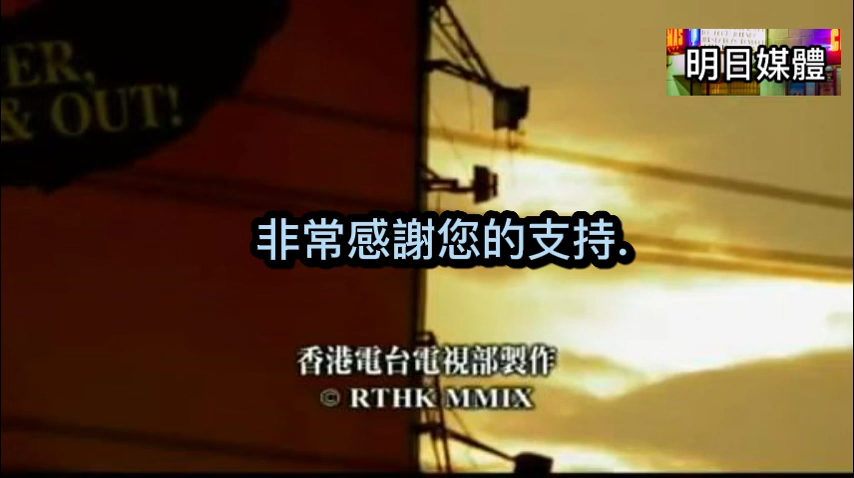 明日媒體
ER,
& OUT!
非常感謝您的支持.
香港電台電視部製作
© RTHK MMIX